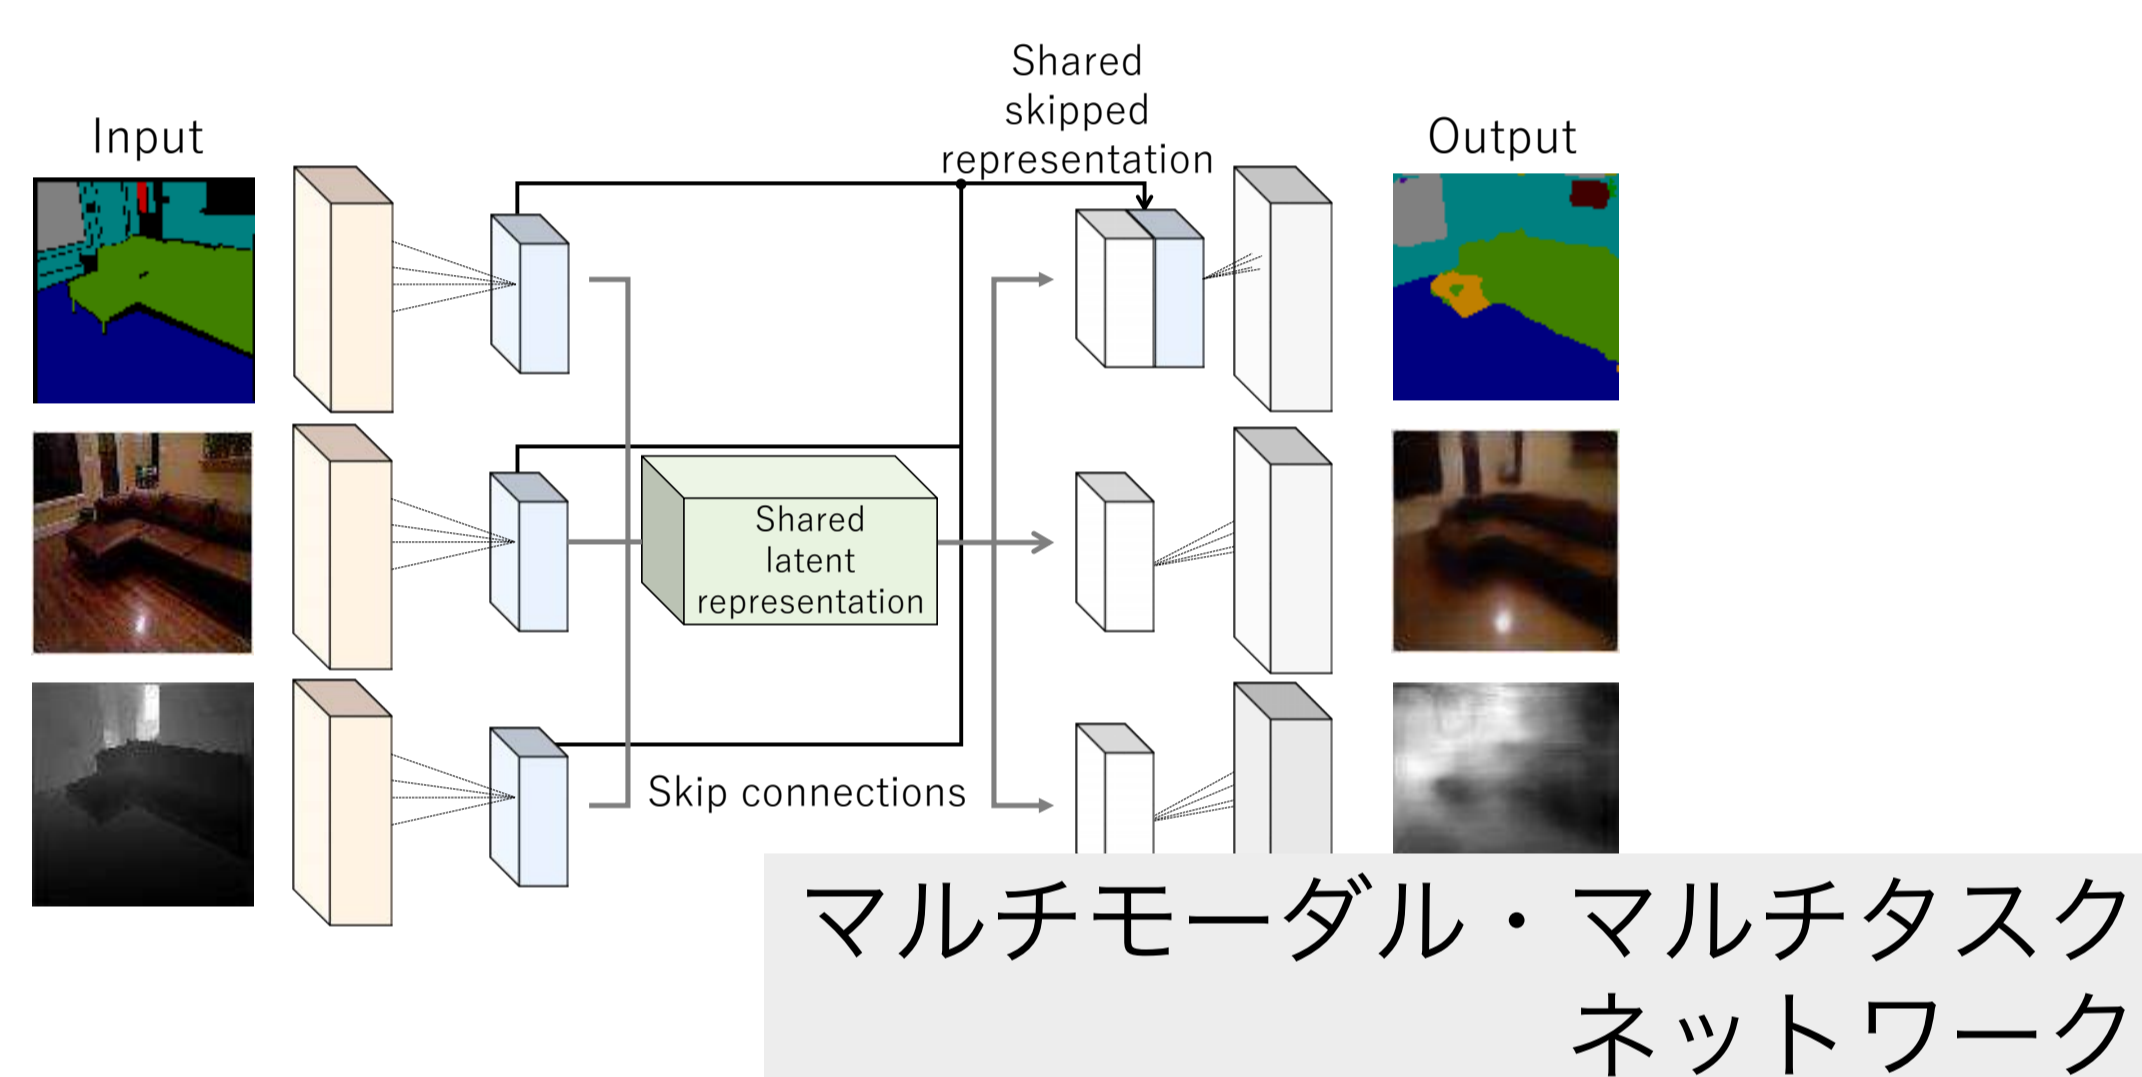 Input
Shared
skipped
representation
Output
Shared
latent
representation
Skip connections
マルチモーダル・マルチタスク
ネットワーク